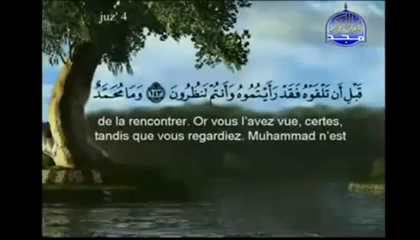 juz' 4
قَبْلِ أَن تَلْقَوْهُ فَقَدْ رَأَيْتُمُوهُ وَأَنتُمْ تَنظُرُونَ ١٤٣ وَمَا مُحَمَّدٌ
de la rencontrer. Or vous l'avez vue, certes,
tandis que vous regardiez. Muhammad n'est